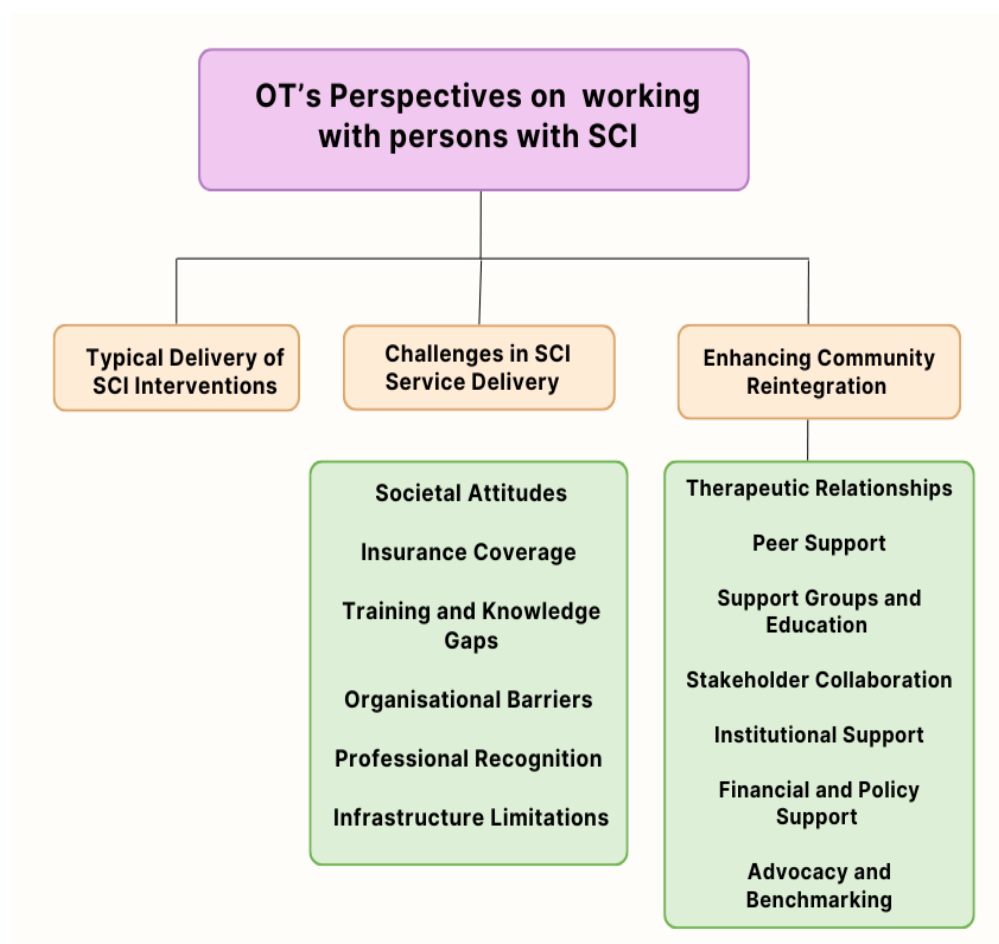 OT’s Perspectives on working
with persons with SCI
Typical Delivery of
SCI Interventions
Challenges in SCI
Service Delivery
Enhancing Community
Reintegration
Societal Attitudes
Insurance Coverage
Training and Knowledge
Gaps
Organisational Barriers
Professional Recognition
Infrastructure Limitations
Therapeutic Relationships
Peer Support
Support Groups and
Education
Stakeholder Collaboration
Institutional Support
Financial and Policy
Support
Advocacy and
Benchmarking